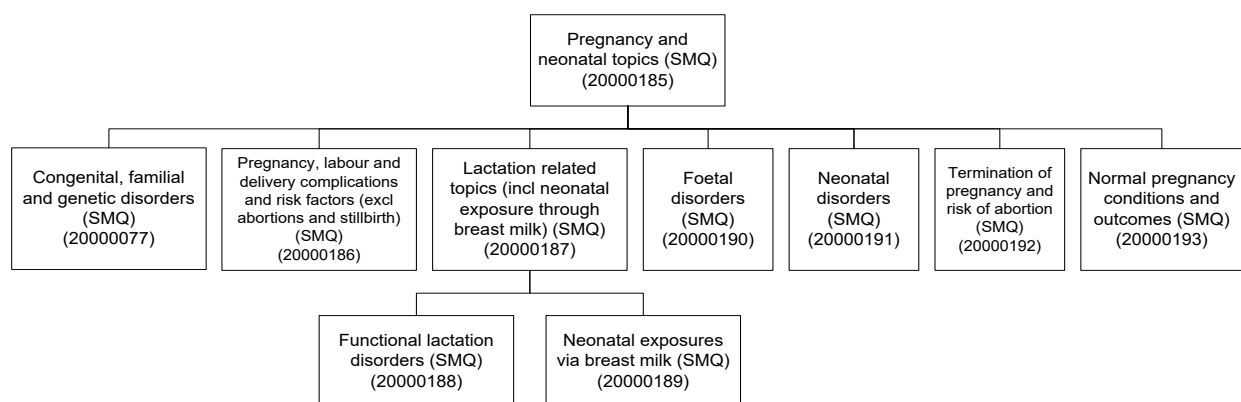 Pregnancy and
neonatal topics (SMQ)
(20000185)
Congenital, familial
and genetic disorders
(SMQ)
(20000077)
Pregnancy, labour and
delivery complications
and risk factors (excl
abortions and stillbirth)
(SMQ)
(20000186)
Lactation related
topics (incl neonatal
exposure through
breast milk) (SMQ)
(20000187)
Foetal
disorders
(SMQ)
(20000190)
Neonatal
disorders
(SMQ)
(20000191)
Termination of
pregnancy and
risk of abortion
(SMQ)
(20000192)
Normal pregnancy
conditions and
outcomes (SMQ)
(20000193)
Functional lactation
disorders (SMQ)
(20000188)
Neonatal exposures
via breast milk (SMQ)
(20000189)